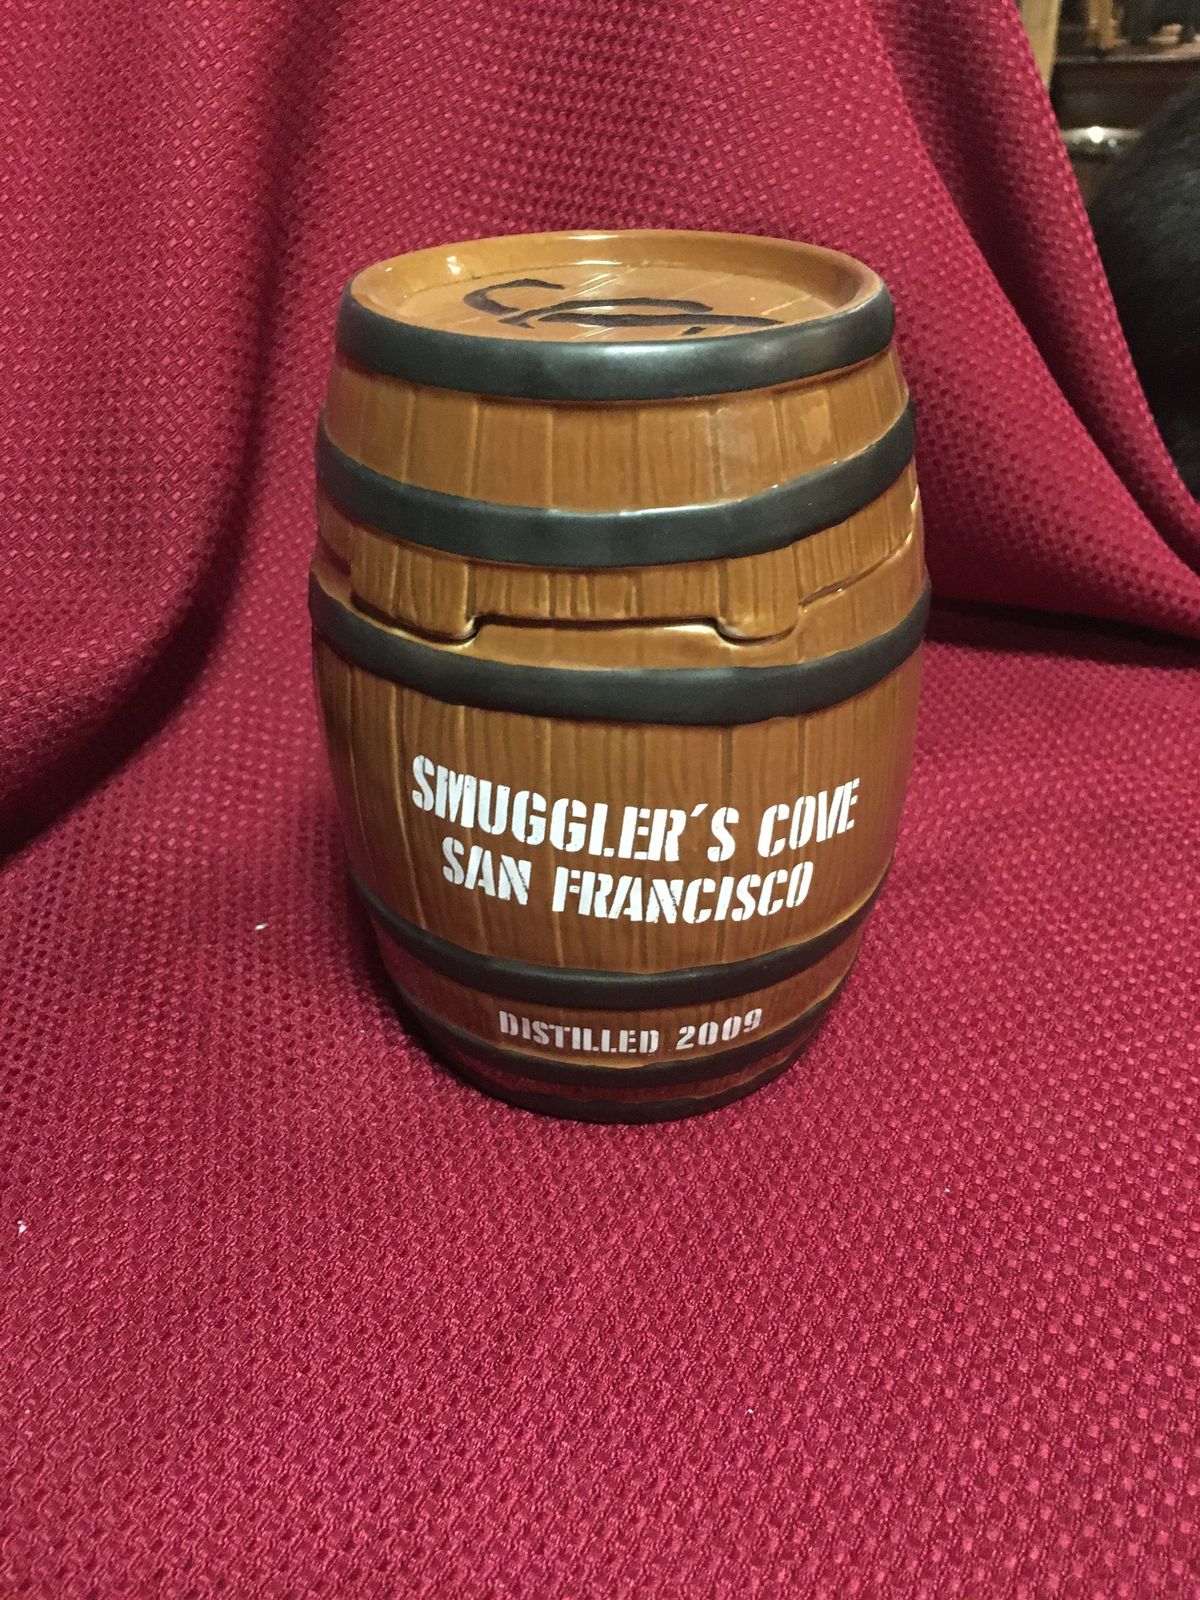 SMUGGLER'S COVE
SAN FRANCISCO
DISTILLED 2009